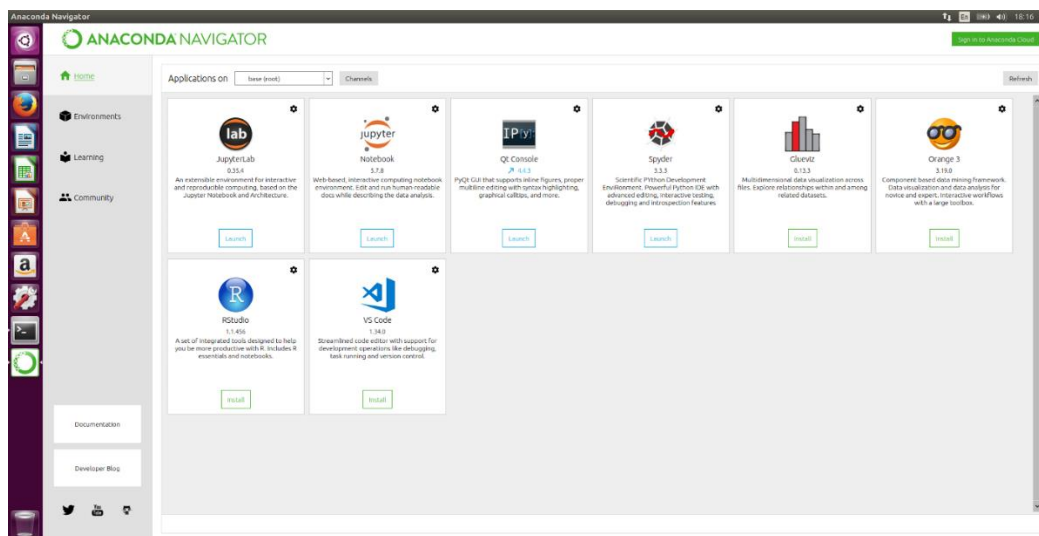 Anaconda Navigator
En
18:16
ANACONDA NAVIGATOR
Sign in to Anaconda Cloud
Home
Environments
Learning
Community
Documentation
Developer Blog
You Tube
Applications on
base (root)
Channels
Refresh
lab
JupyterLab
0.35.4
An extensible environment for interactive
and reproducible computing, based on the
Jupyter Notebook and Architecture.
Launch
jupyter
Notebook
5.7.8
Web-based, interactive computing notebook
environment. Edit and run human-readable
docs while describing the data analysis.
Launch
IP[y]:
Qt Console
4.4.3
PyQt GUI that supports inline figures, proper
multiline editing with syntax highlighting,
graphical calltips, and more.
Launch
Spyder
3.3.3
Scientific PYthon Development
EnviRonment. Powerful Python IDE with
advanced editing, interactive testing,
debugging and introspection features
Launch
Glueviz
0.13.3
Multidimensional data visualization across
files. Explore relationships within and among
related datasets.
Install
Orange 3
3.19.0
Component based data mining framework.
Data visualization and data analysis for
novice and expert. Interactive workflows
with a large toolbox.
Install
R
RStudio
1.1.456
A set of integrated tools designed to help
you be more productive with R. Includes R
essentials and notebooks.
Install
VS Code
1.34.0
Streamlined code editor with support for
development operations like debugging,
task running and version control.
Install
A
a